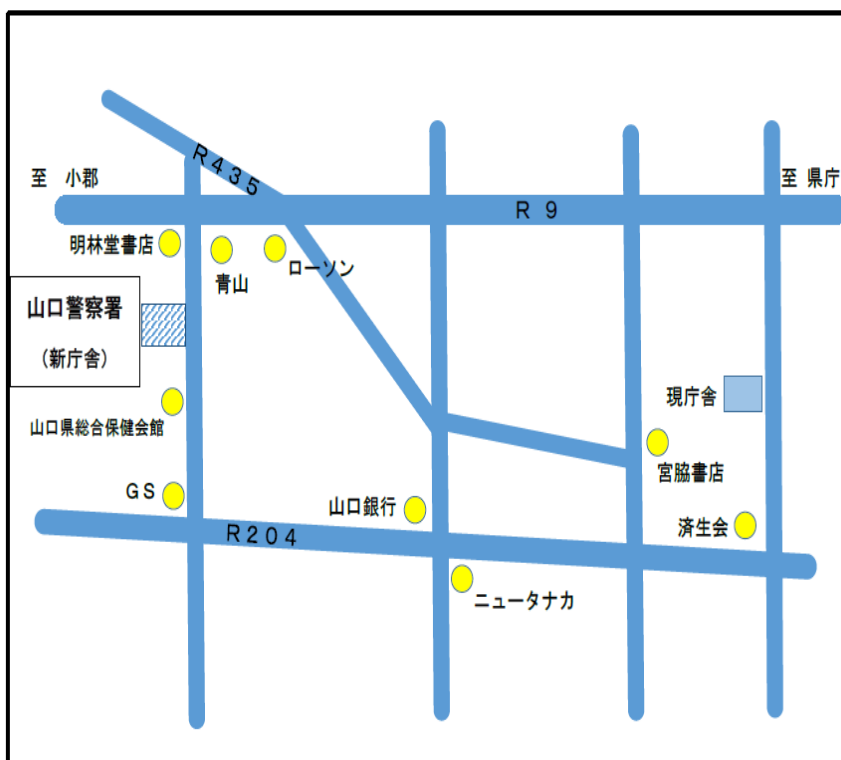 R435
至 小郡
至 県庁
R 9
明林堂書店
青山
ローソン
山口警察署
(新庁舎)
現庁舎
山口県総合保健会館
宮脇書店
GS
山口銀行
済生会
R204
ニュータナカ